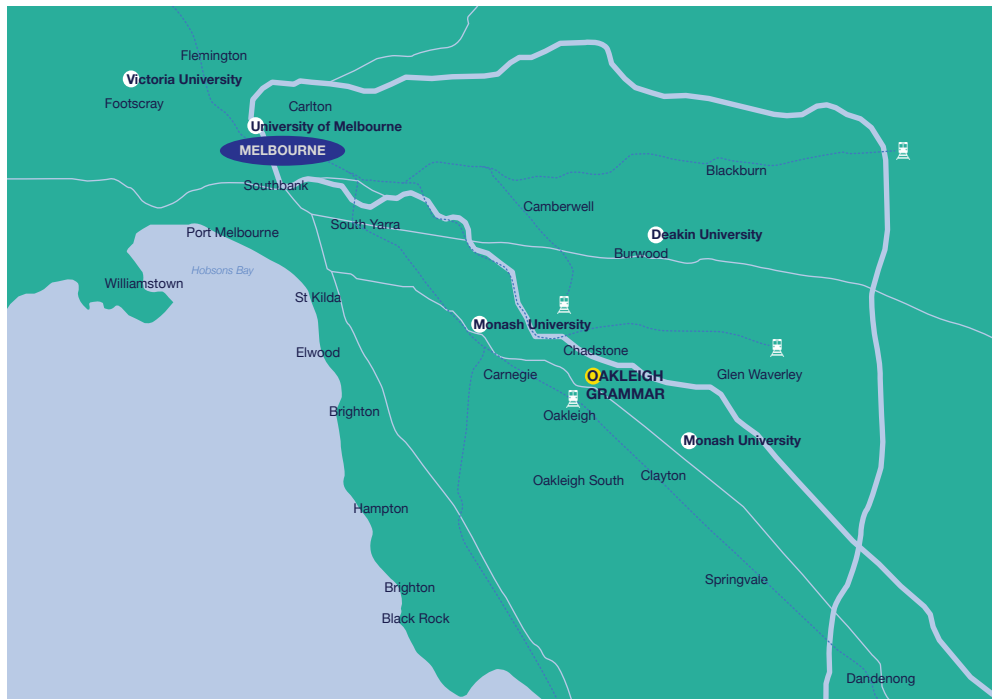 Flemington
Victoria University
Footscray
Carlton
University of Melbourne
MELBOURNE
Blackburn
Southbank
Camberwell
South Yarra
Port Melbourne
Deakin University
Burwood
Hobsons Bay
Williamstown
St Kilda
Monash University
Elwood
Chadstone
Carnegie
OAKLEIGH
GRAMMAR
Glen Waverley
Brighton
Oakleigh
Monash University
Oakleigh South
Clayton
Hampton
Springvale
Brighton
Black Rock
Dandenong